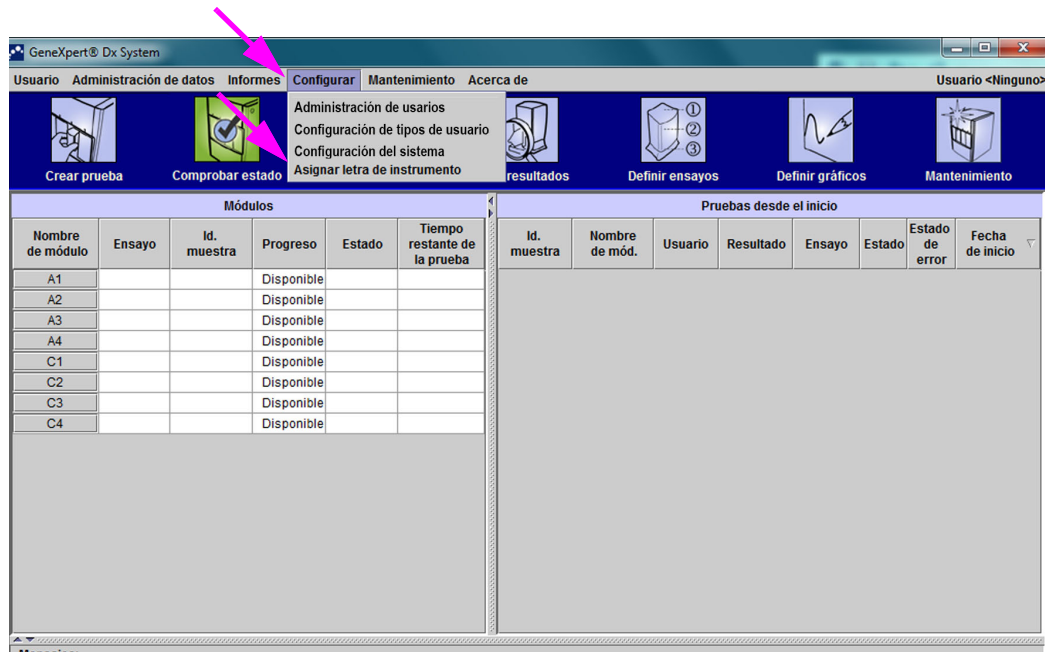 GeneXpert® Dx System
Usuario Administración de datos Informes Configurar Mantenimiento Acerca de Usuario <Ninguno>
Administración de usarios
Configuración de tipos de usuario
Configuración del sistema
Asignar letra de instrumento
Crear prueba Comprobar estado resultados Definir ensayos Definir gráficos Mantenimiento
Módulos
Nombre de módulo Ensayo Id. muestra Progreso Estado Tiempo restante de la prueba
A1 Disponible
A2 Disponible
A3 Disponible
A4 Disponible
C1 Disponible
C2 Disponible
C3 Disponible
C4 Disponible
Pruebas desde el inicio
Id. muestra Nombre de mód. Usuario Resultado Ensayo Estado Estado de error Fecha de inicio